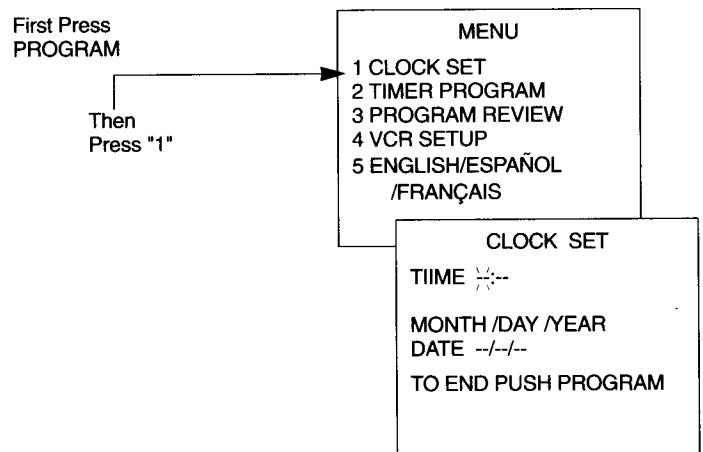 First Press
PROGRAM
Then
Press "1"
MENU
1 CLOCK SET
2 TIMER PROGRAM
3 PROGRAM REVIEW
4 VCR SETUP
5 ENGLISH/ESPAÑOL
/FRANÇAIS
CLOCK SET
TIIME --:--
MONTH /DAY /YEAR
DATE --/--/--
TO END PUSH PROGRAM